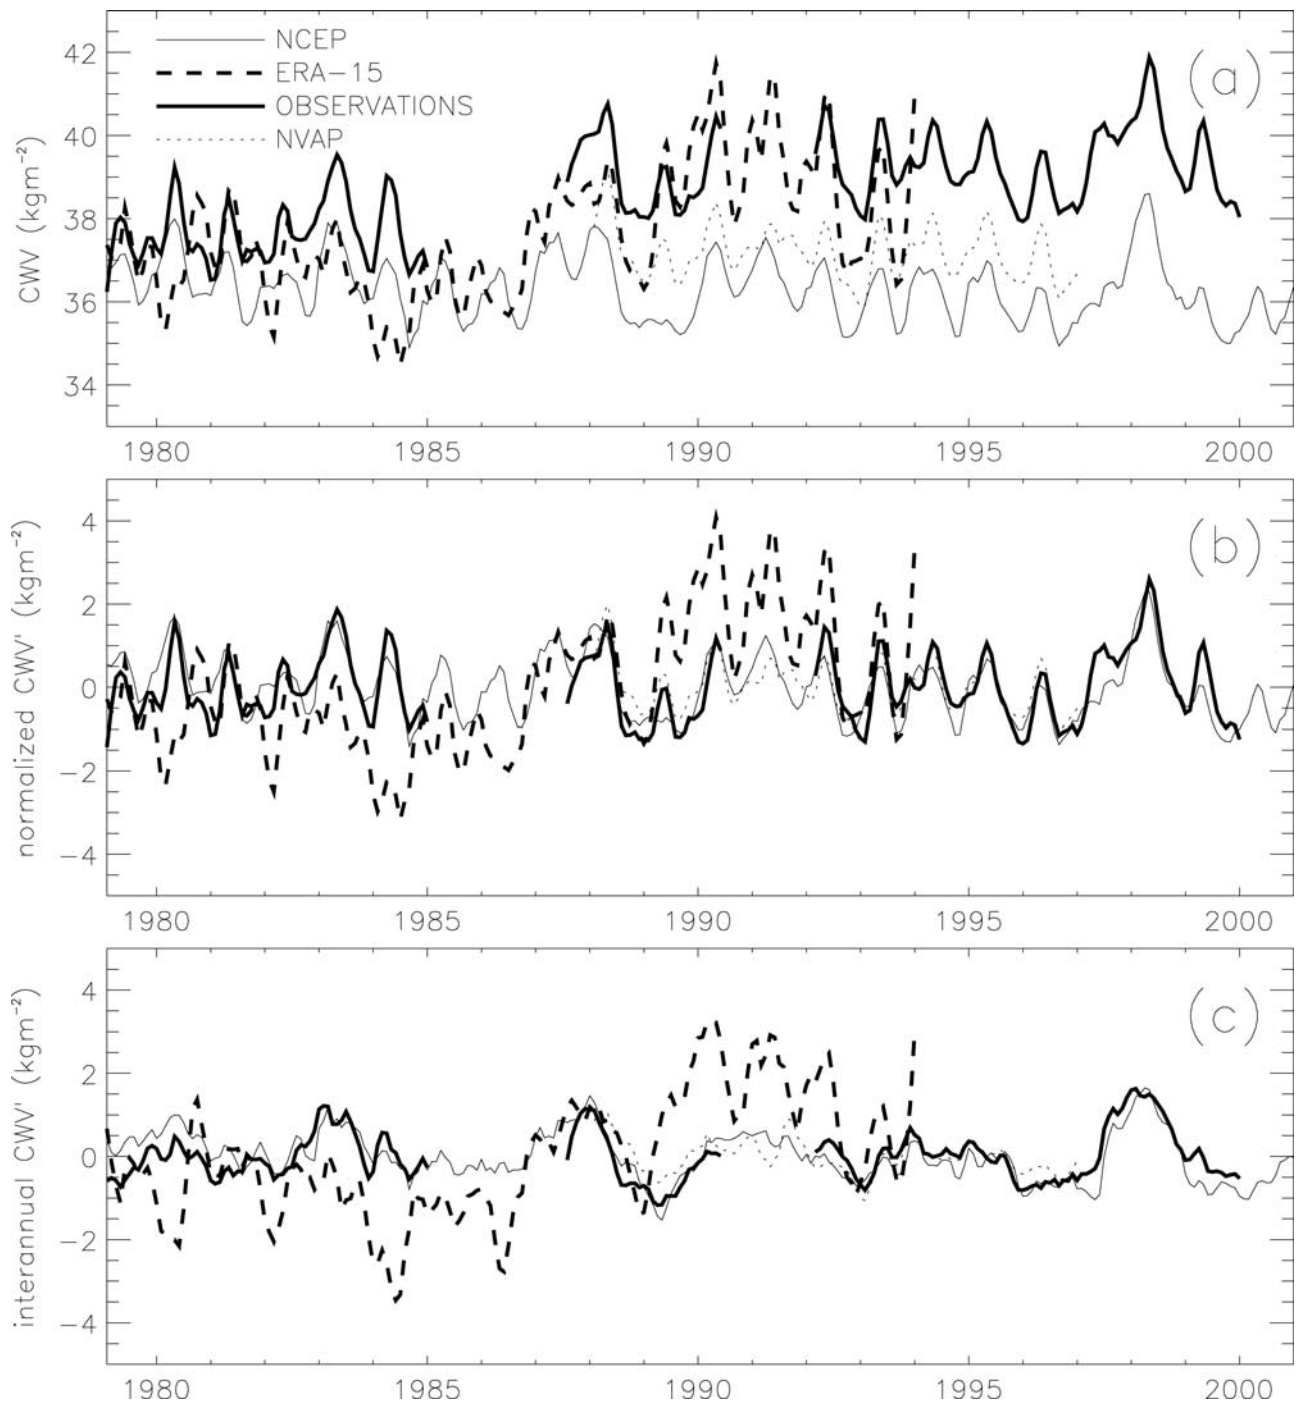 NCEP
ERA-15
OBSERVATIONS
NVAP
(a)
CWV (kgm⁻²)
42
40
38
36
34
1980 1985 1990 1995 2000
(b)
normalized CWV' (kgm⁻²)
4
2
0
-2
-4
1980 1985 1990 1995 2000
(c)
interannual CWV' (kgm⁻²)
4
2
0
-2
-4
1980 1985 1990 1995 2000